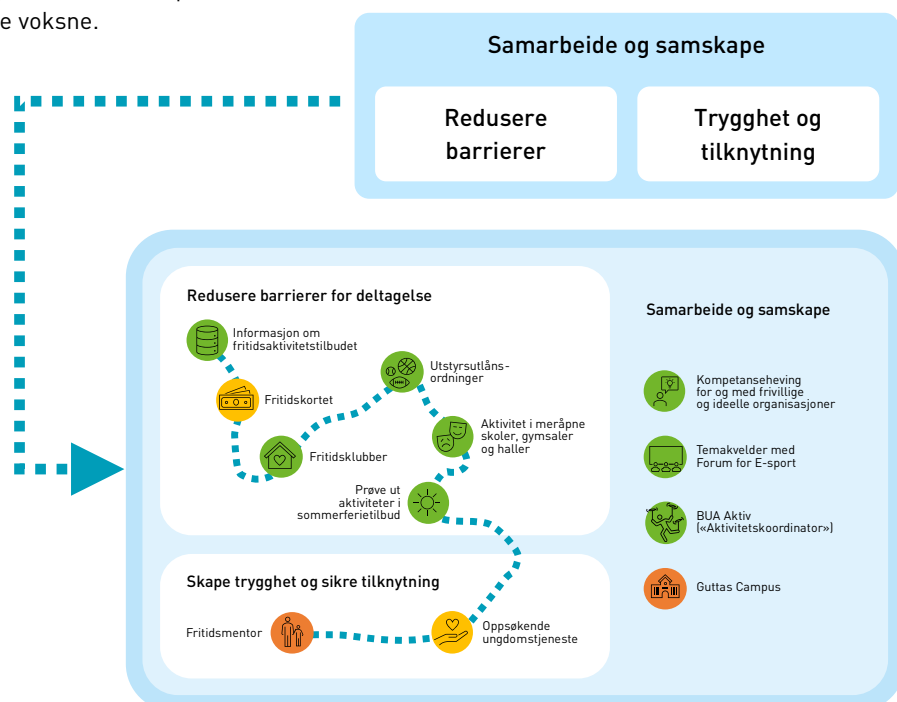 e voksne.
Samarbeide og samskape
Redusere
barrierer
Trygghet og
tilknytning
Redusere barrierer for deltagelse
Informasjon om
fritidsaktivitetstilbudet
Fritidskortet
Fritidsklubber
Utstyrsutlåns-
ordninger
Aktivitet i meråpne
skoler, gymsaler
og haller
Prøve ut
aktiviteter i
sommerferietilbud
Skape trygghet og sikre tilknytning
Fritidsmentor
Oppsøkende
ungdomstjeneste
Samarbeide og samskape
Kompetanseheving
for og med frivillige
og ideelle organisasjoner
Temakvelder med
Forum for E-sport
BUA Aktiv
(«Aktivitetskoordinator»)
Guttas Campus